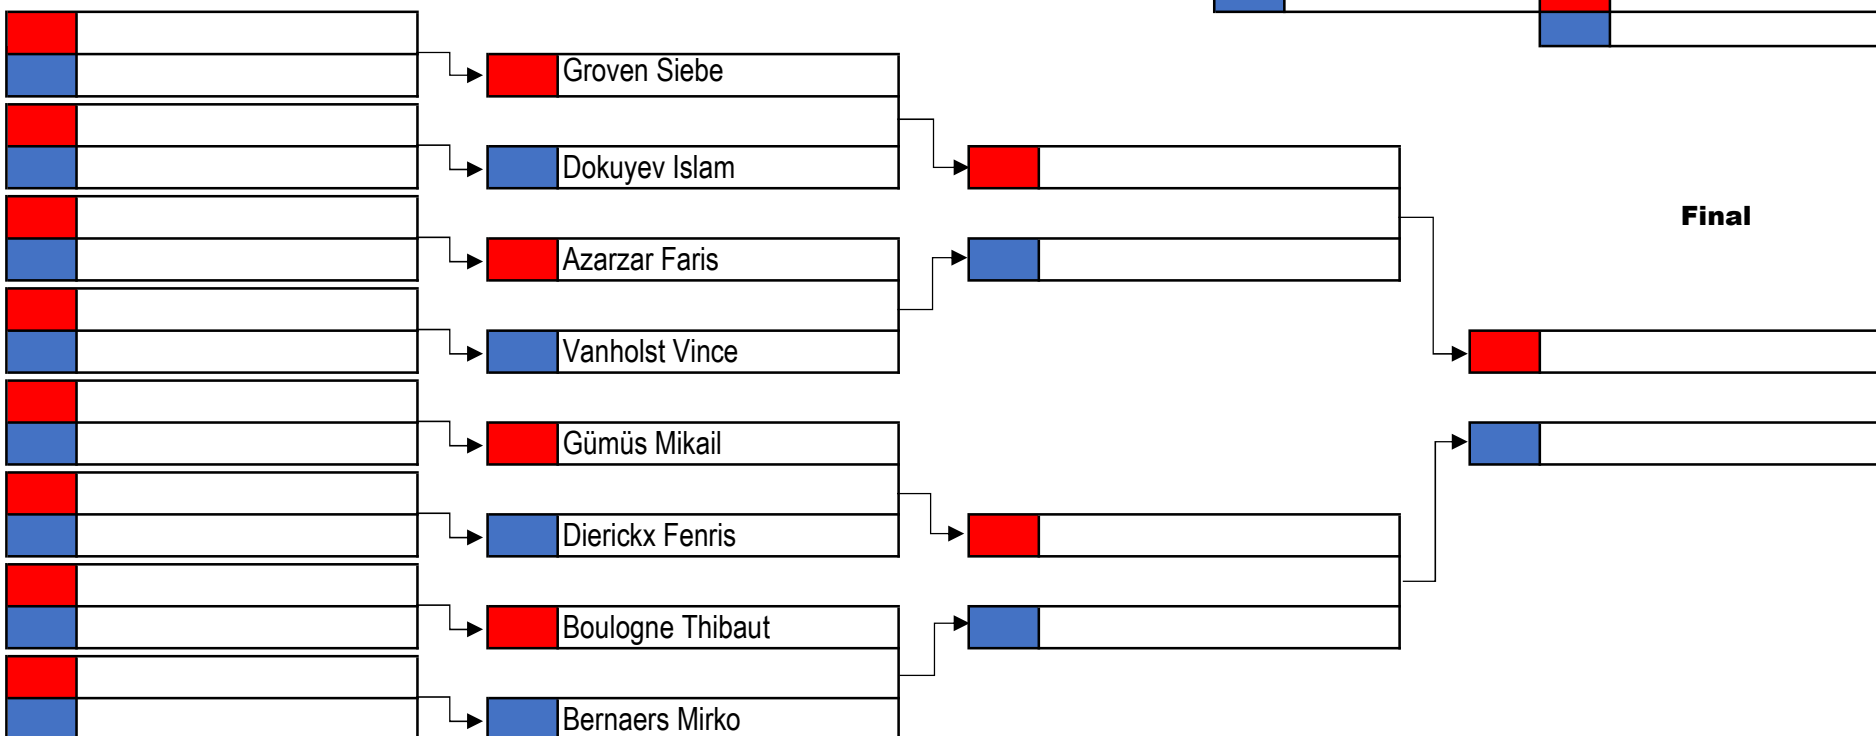 Groven Siebe
Dokuyev Islam
Final
Azarzar Faris
Vanholst Vince
Gümüs Mikail
Dierickx Fenris
Boulogne Thibaut
Bernaers Mirko